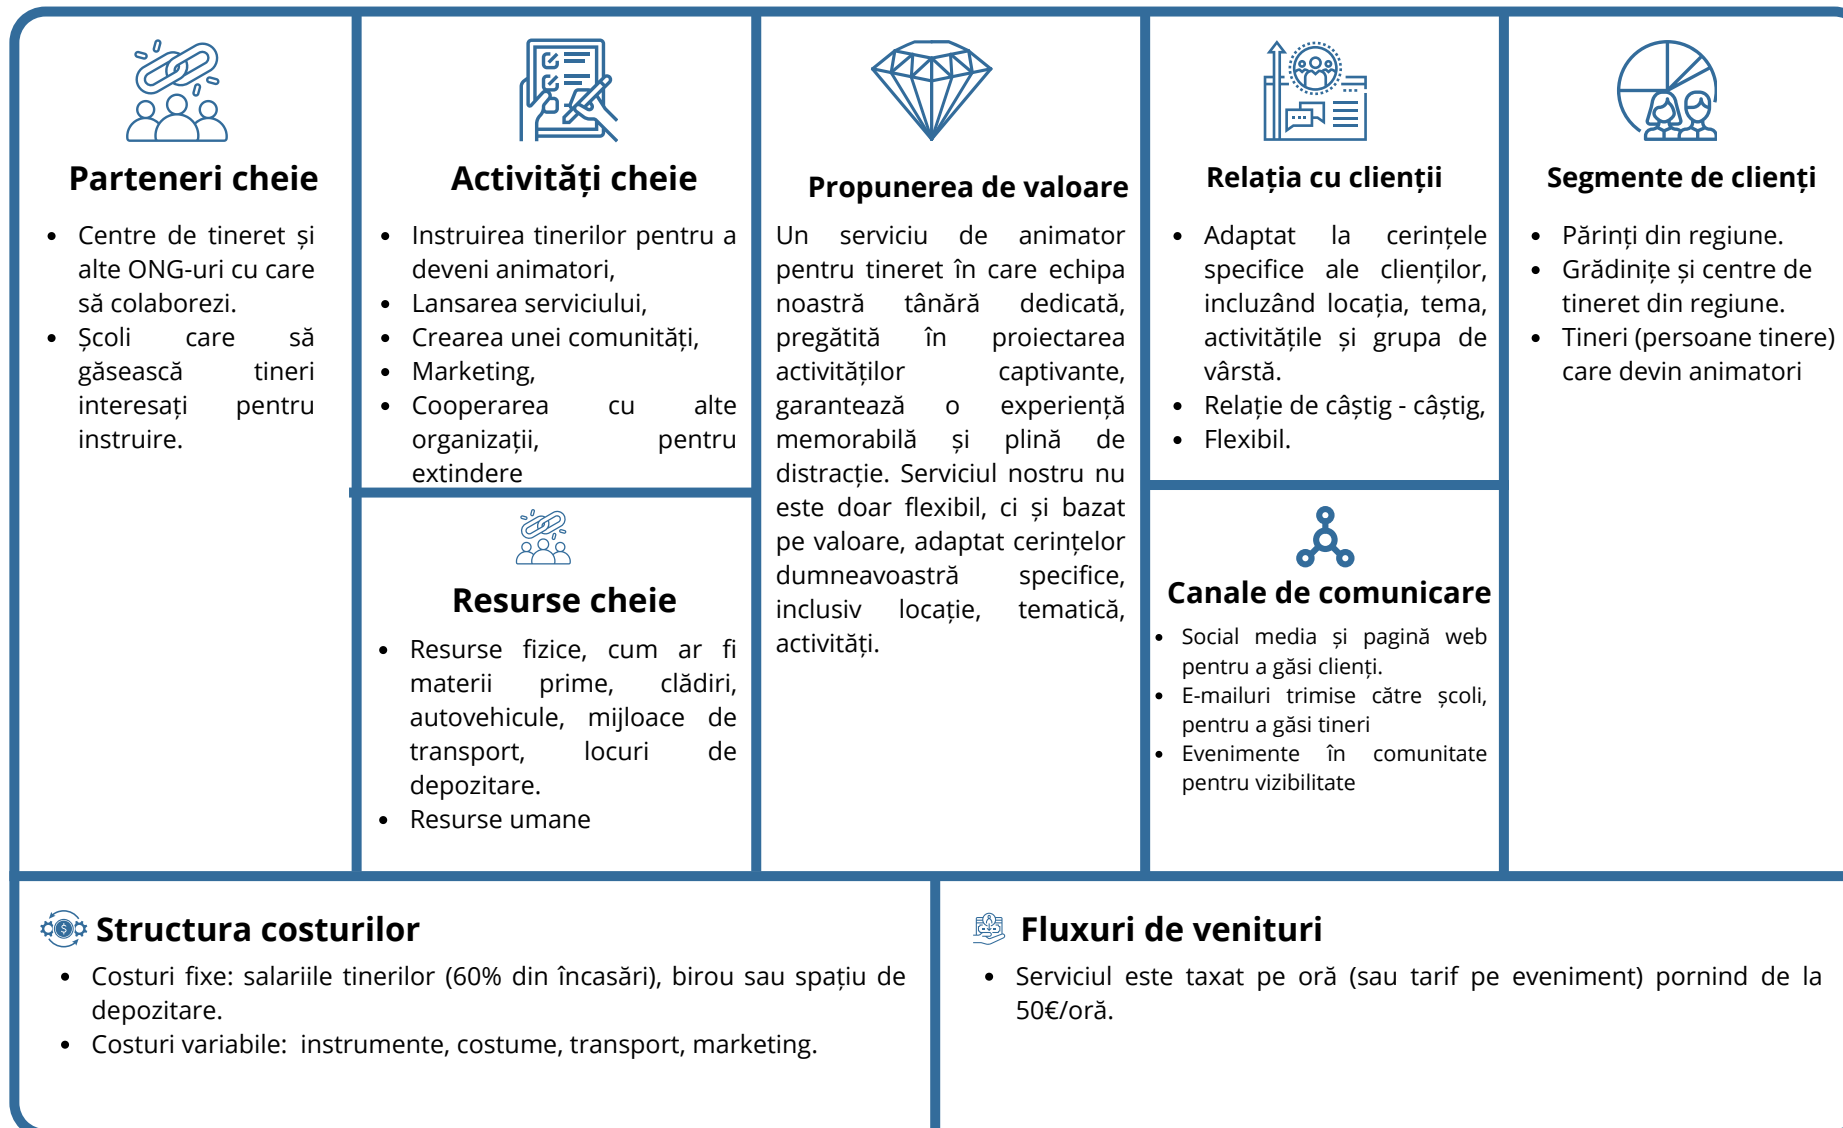 Parteneri cheie
Centre de tineret și
alte ONG-uri cu care
să colaborezi.
Școli care să
găsească tineri
interesați pentru
instruire.
Activități cheie
Instruirea tinerilor pentru a
deveni animatori,
Lansarea serviciului,
Crearea unei comunități,
Marketing,
Cooperarea cu alte
organizații, pentru
extindere
Resurse cheie
Resurse fizice, cum ar fi
materii prime, clădiri,
autovehicule, mijloace de
transport, locuri de
depozitare.
Resurse umane
Propunerea de valoare
Un serviciu de animator
pentru tineret în care echipa
noastră tânără dedicată,
pregătită în proiectarea
activităților captivante,
garantează o experiență
memorabilă și plină de
distracție. Serviciul nostru nu
este doar flexibil, ci și bazat
pe valoare, adaptat cerințelor
dumneavoastră specifice,
inclusiv locație, tematică,
activități.
Relația cu clienții
Adaptat la cerințele
specifice ale clienților,
incluzând locația, tema,
activitățile și grupa de
vârstă.
Relație de câștig - câștig,
Flexibil.
Canale de comunicare
Social media și pagină web
pentru a găsi clienți.
E-mailuri trimise către școli,
pentru a găsi tineri
Evenimente în comunitate
pentru vizibilitate
Segmente de clienți
Părinți din regiune.
Grădinițe și centre de
tineret din regiune.
Tineri (persoane tinere)
care devin animatori
Structura costurilor
Costuri fixe: salariile tinerilor (60% din încasări), birou sau spațiu de
depozitare.
Costuri variabile: instrumente, costume, transport, marketing.
Fluxuri de venituri
Serviciul este taxat pe oră (sau tarif pe eveniment) pornind de la
50€/oră.